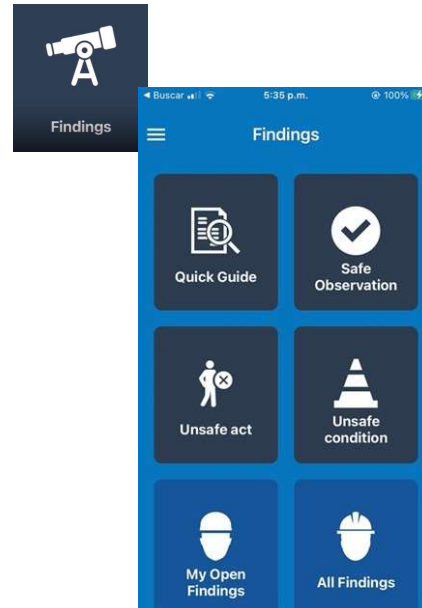 Findings
◀ Buscar 5:35 p.m. 100%
Findings
Quick Guide
Safe
Observation
Unsafe act
Unsafe
condition
My Open
Findings
All Findings